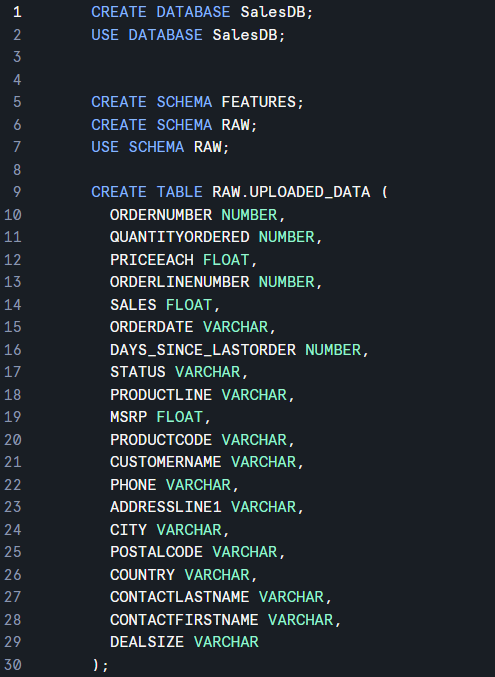 1 CREATE DATABASE SalesDB;
2 USE DATABASE SalesDB;
3
4
5 CREATE SCHEMA FEATURES;
6 CREATE SCHEMA RAW;
7 USE SCHEMA RAW;
8
9 CREATE TABLE RAW.UPLOADED_DATA (
10 ORDERNUMBER NUMBER,
11 QUANTITYORDERED NUMBER,
12 PRICEEACH FLOAT,
13 ORDERLINENUMBER NUMBER,
14 SALES FLOAT,
15 ORDERDATE VARCHAR,
16 DAYS_SINCE_LASTORDER NUMBER,
17 STATUS VARCHAR,
18 PRODUCTLINE VARCHAR,
19 MSRP FLOAT,
20 PRODUCTCODE VARCHAR,
21 CUSTOMERNAME VARCHAR,
22 PHONE VARCHAR,
23 ADDRESSLINE1 VARCHAR,
24 CITY VARCHAR,
25 POSTALCODE VARCHAR,
26 COUNTRY VARCHAR,
27 CONTACTLASTNAME VARCHAR,
28 CONTACTFIRSTNAME VARCHAR,
29 DEALSIZE VARCHAR
30 );